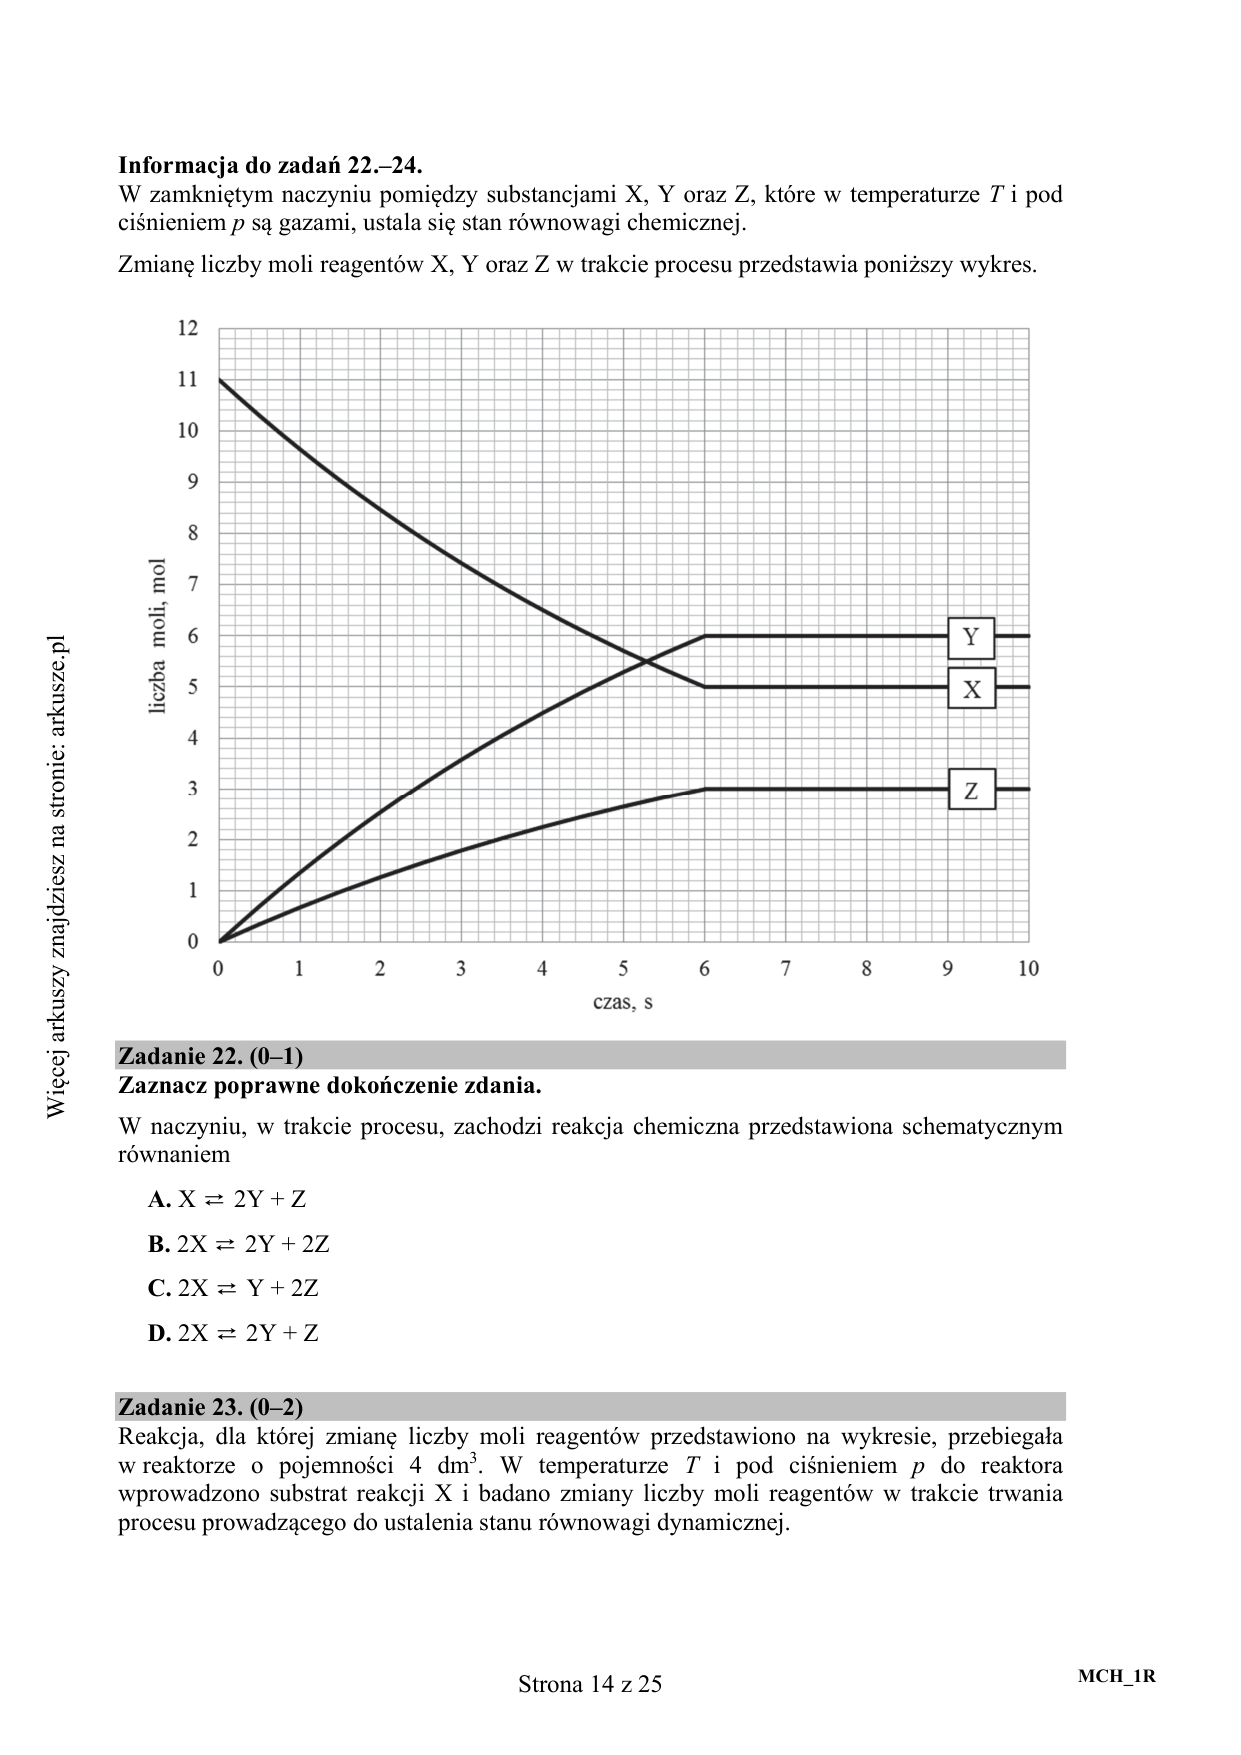 Informacja do zadań 22.–24.
W zamkniętym naczyniu pomiędzy substancjami X, Y oraz Z, które w temperaturze T i pod
ciśnieniem p są gazami, ustala się stan równowagi chemicznej.
Zmianę liczby moli reagentów X, Y oraz Z w trakcie procesu przedstawia poniższy wykres.
12
11
10
9
8
7
6
5
4
3
2
1
0
liczba moli, mol
Y
X
Z
0 1 2 3 4 5 6 7 8 9 10
czas, s
Więcej arkuszy znajdziesz na stronie: arkusze.pl
Zadanie 22. (0–1)
Zaznacz poprawne dokończenie zdania.
W naczyniu, w trakcie procesu, zachodzi reakcja chemiczna przedstawiona schematycznym
równaniem
A. X ⇄ 2Y + Z
B. 2X ⇄ 2Y + 2Z
C. 2X ⇄ Y + 2Z
D. 2X ⇄ 2Y + Z
Zadanie 23. (0–2)
Reakcja, dla której zmianę liczby moli reagentów przedstawiono na wykresie, przebiegała
w reaktorze o pojemności 4 dm³. W temperaturze T i pod ciśnieniem p do reaktora
wprowadzono substrat reakcji X i badano zmiany liczby moli reagentów w trakcie trwania
procesu prowadzącego do ustalenia stanu równowagi dynamicznej.
Strona 14 z 25
MCH_1R